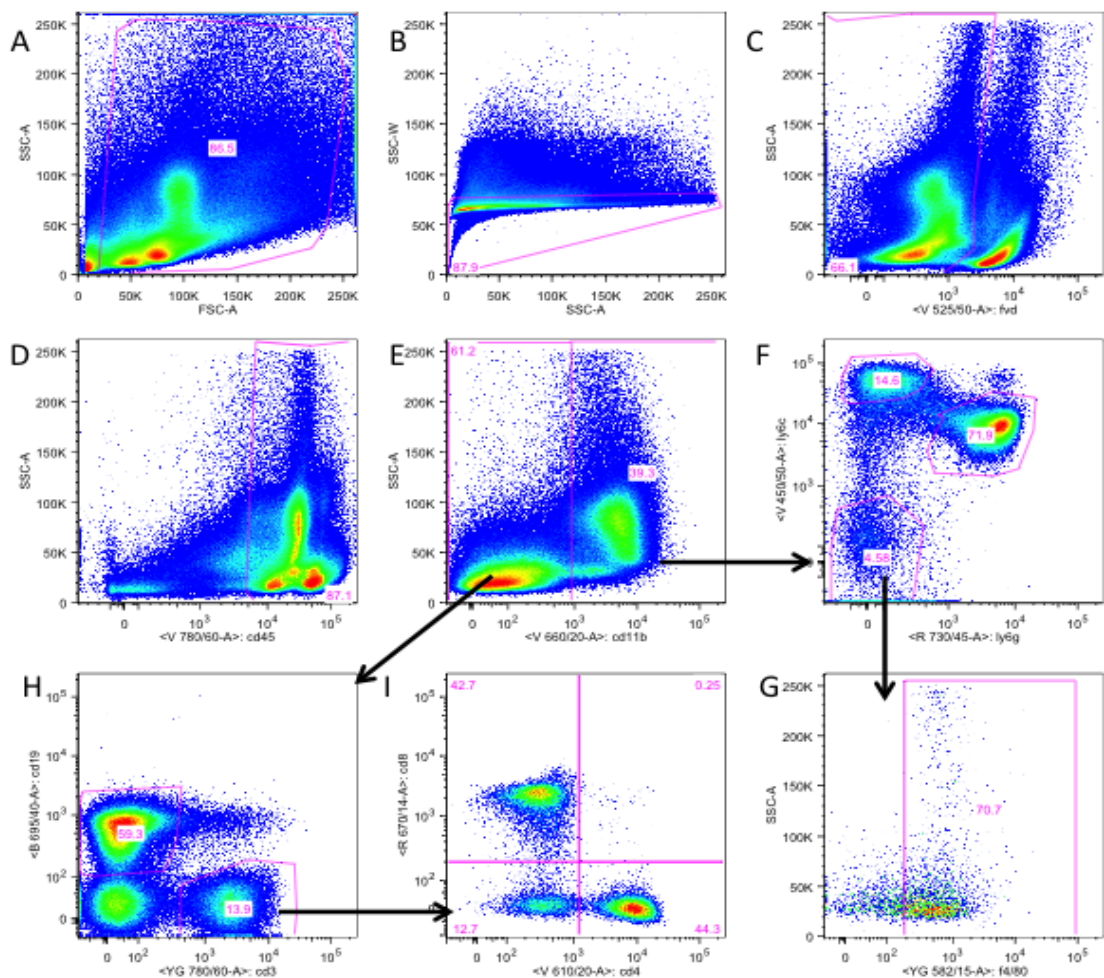 A
250K
200K
150K
100K
50K
0
SSC-A
86.5
0 50K 100K 150K 200K 250K
FSC-A
B
250K
200K
150K
100K
50K
0
SSC-W
87.9
0 50K 100K 150K 200K 250K
SSC-A
C
250K
200K
150K
100K
50K
0
SSC-A
66.1
0 10³ 10⁴ 10⁵
<V 525/50-A>: fvd
D
250K
200K
150K
100K
50K
0
SSC-A
87.1
0 10³ 10⁴ 10⁵
<V 780/60-A>: cd45
E
250K
200K
150K
100K
50K
0
SSC-A
61.2
39.3
0 10² 10³ 10⁴ 10⁵
<V 660/20-A>: cd11b
F
10⁵
10⁴
10³
0
<V 450/50-A>: ly6c
14.6
71.9
4.58
0 10³ 10⁴ 10⁵
<R 730/45-A>: ly6g
H
10⁵
10⁴
10³
10²
0
<B 695/40-A>: cd19
59.3
13.9
0 10² 10³ 10⁴ 10⁵
<YG 780/60-A>: cd3
I
10⁵
10⁴
10³
10²
0
<R 670/14-A>: cd8
42.7 0.25
12.7 44.3
0 10² 10³ 10⁴ 10⁵
<V 610/20-A>: cd4
G
250K
200K
150K
100K
50K
0
SSC-A
70.7
0 10² 10³ 10⁴ 10⁵
<YG 582/15-A>: f4/80